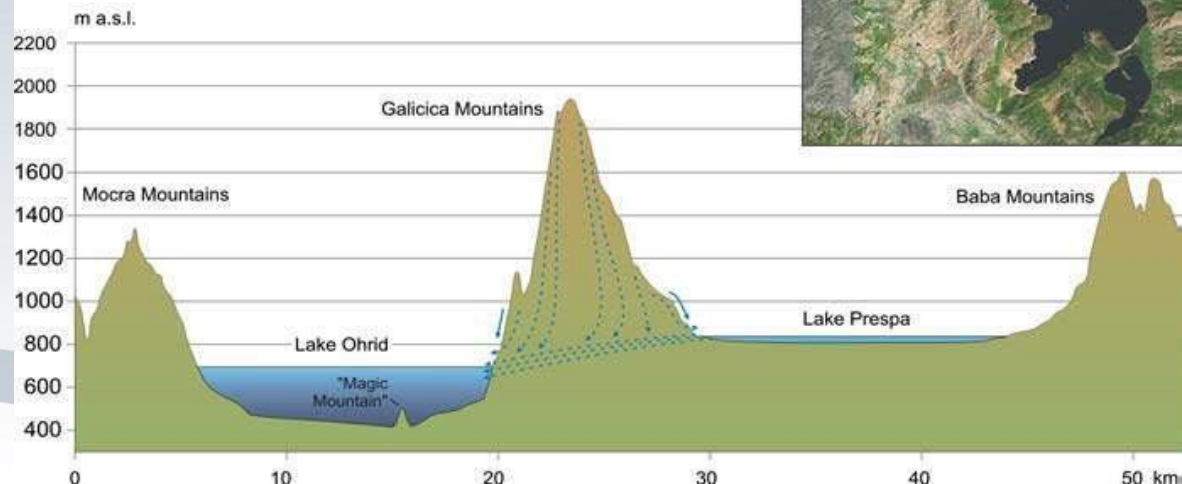 m a.s.l.
2200
2000
Galicica Mountains
1800
1600
Mocra Mountains
Baba Mountains
1400
1200
1000
Lake Prespa
800
Lake Ohrid
"Magic
Mountain"
600
400
0 10 20 30 40 50 km